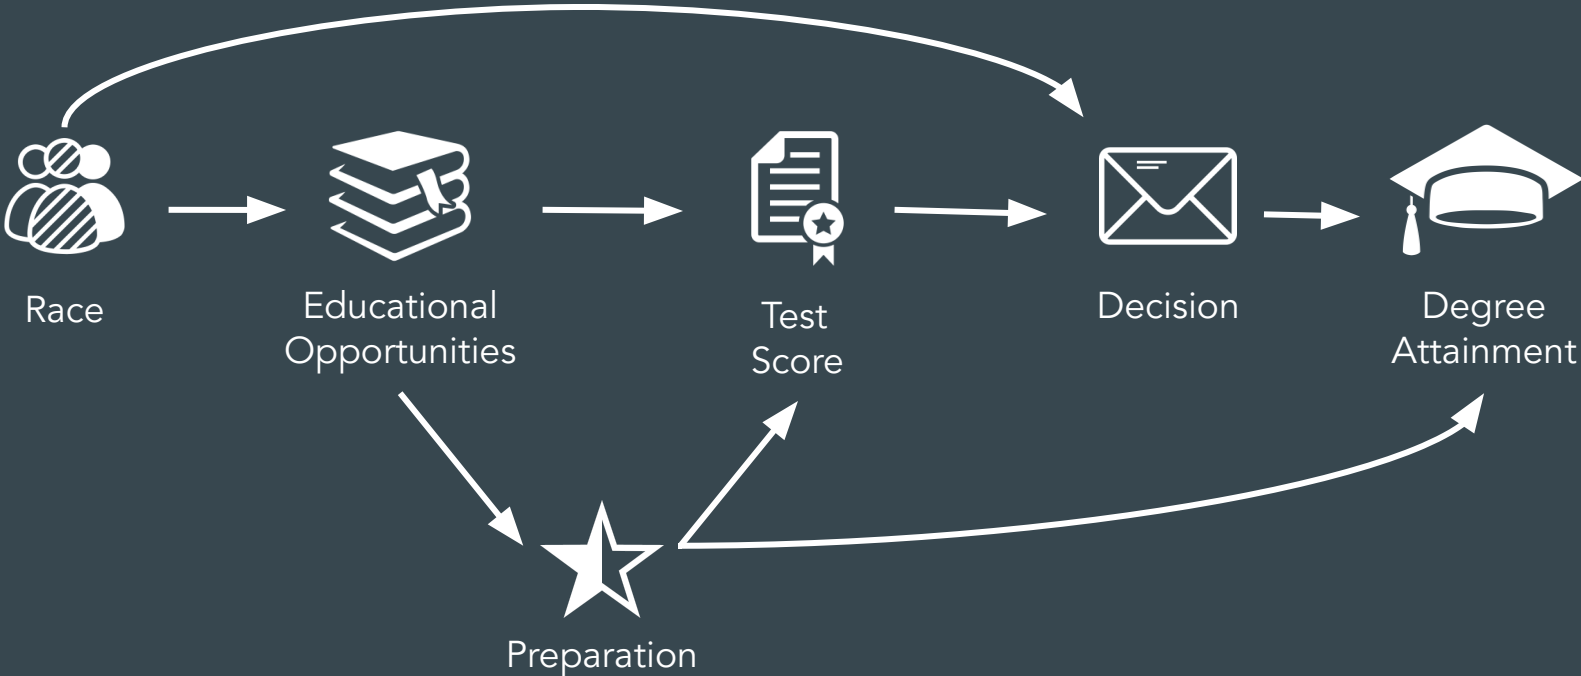 Race
Educational
Opportunities
Test
Score
Decision
Degree
Attainment
Preparation